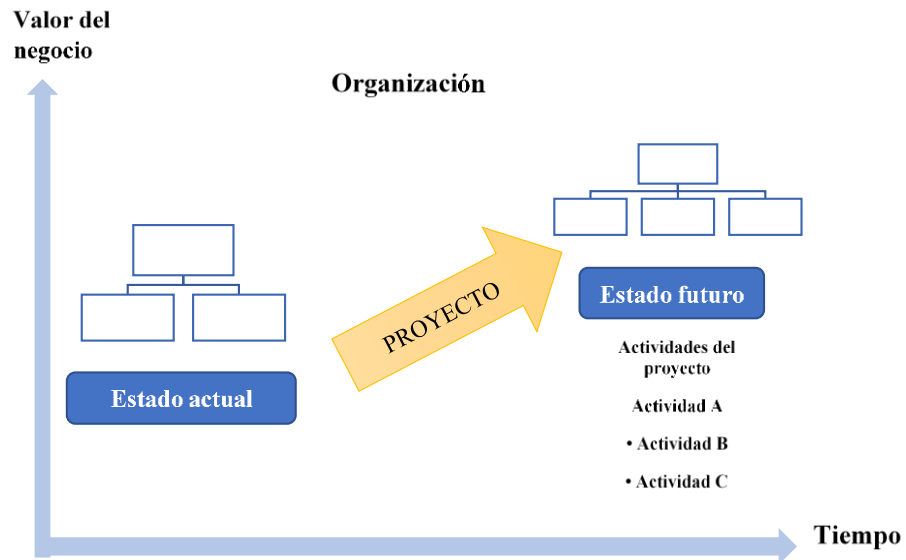 Valor del
negocio
Organización
PROYECTO
Estado futuro
Estado actual
Actividades del
proyecto
Actividad A
• Actividad B
• Actividad C
Tiempo